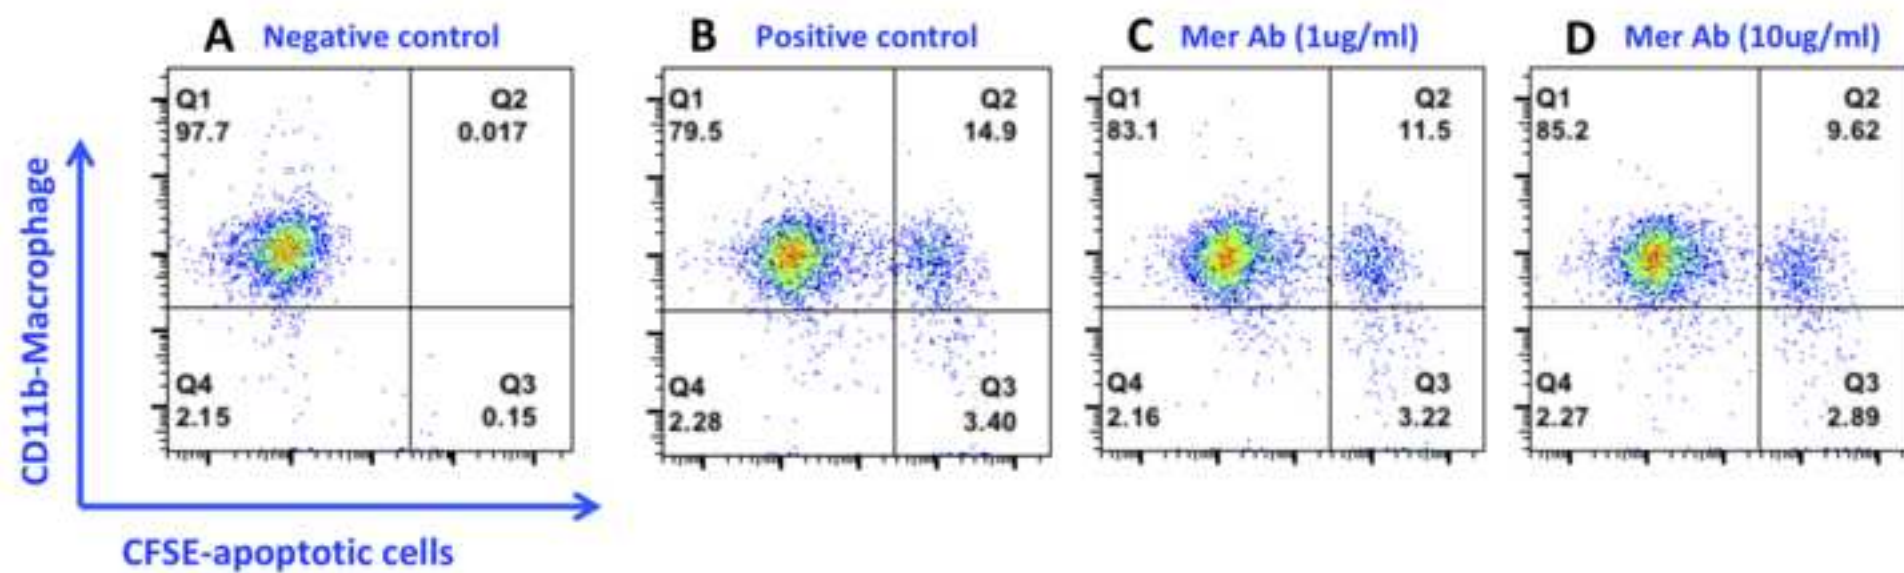 A Negative control
B Positive control
C Mer Ab (1ug/ml)
D Mer Ab (10ug/ml)
Q1
97.7
Q2
0.017
Q4
2.15
Q3
0.15
Q1
79.5
Q2
14.9
Q4
2.28
Q3
3.40
Q1
83.1
Q2
11.5
Q4
2.16
Q3
3.22
Q1
85.2
Q2
9.62
Q4
2.27
Q3
2.89
CD11b-Macrophage
CFSE-apoptotic cells